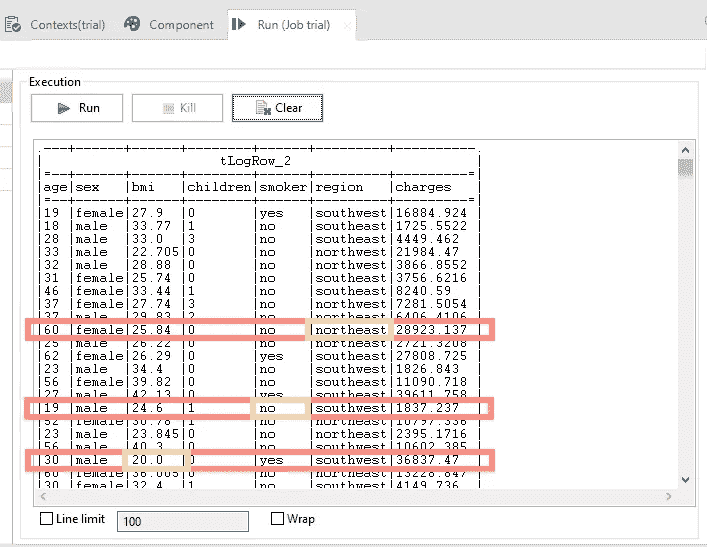 Contexts(trial) Component Run (Job trial)
Execution
Run Kill Clear
tLogRow_2
|age|sex |bmi |children|smoker|region |charges |
|19 |female|27.9 |0 |yes |southwest|16884.924 |
|18 |male |33.77 |1 |no |southeast|1725.5522 |
|28 |male |33.0 |3 |no |southeast|4449.462 |
|33 |male |22.705|0 |no |northwest|21984.47 |
|32 |male |28.88 |0 |no |northwest|3866.8552 |
|31 |female|25.74 |0 |no |southeast|3756.6216 |
|46 |female|33.44 |1 |no |southeast|8240.59 |
|37 |female|27.74 |3 |no |northwest|7281.5054 |
|37 |male |29.83 |2 |no |northeast|6406.4106 |
|60 |female|25.84 |0 |no |northeast|28923.137 |
|25 |male |26.22 |0 |no |northeast|2721.3208 |
|62 |female|26.29 |0 |yes |southeast|27808.725 |
|23 |male |34.4 |0 |no |southwest|1826.843 |
|56 |female|39.82 |0 |no |southeast|11090.718 |
|27 |male |42.13 |0 |yes |southeast|39611.758 |
|19 |male |24.6 |1 |no |southwest|1837.237 |
|52 |female|30.78 |1 |no |northeast|10797.336 |
|23 |male |23.845|0 |no |northeast|2395.1716 |
|56 |male |40.3 |0 |no |southwest|10602.385 |
|30 |male |20.0 |0 |yes |southwest|36837.47 |
|60 |female|36.005|0 |no |northeast|13228.847 |
|30 |female|32.4 |1 |no |southwest|4149.736 |
Line limit 100 Wrap